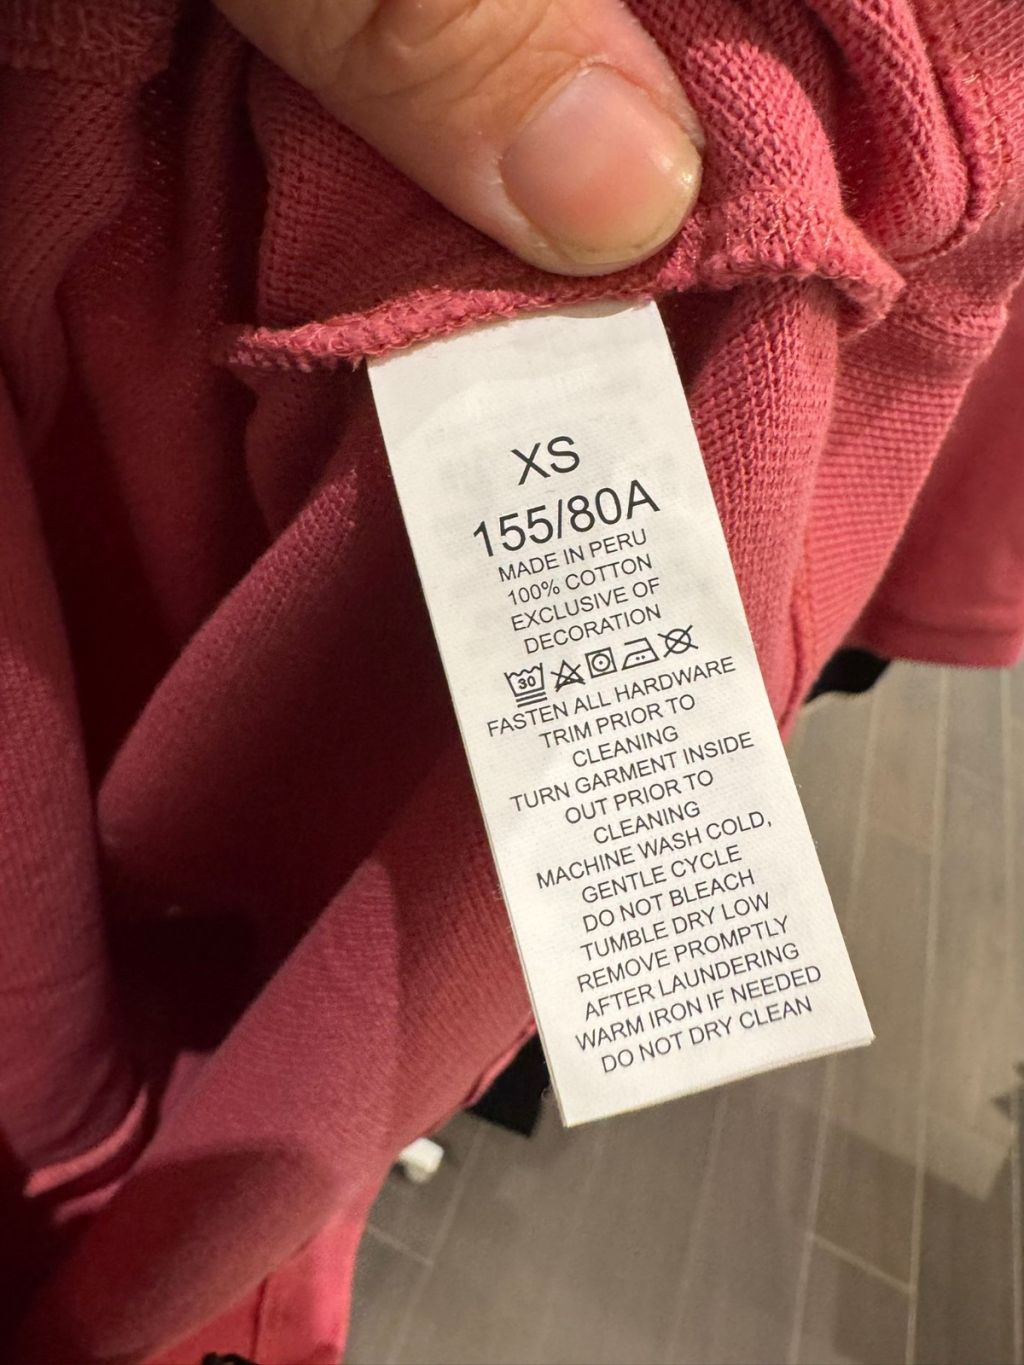 XS
155/80A
MADE IN PERU
100% COTTON
EXCLUSIVE OF
DECORATION
30
FASTEN ALL HARDWARE
TRIM PRIOR TO
CLEANING
TURN GARMENT INSIDE
OUT PRIOR TO
CLEANING
MACHINE WASH COLD,
GENTLE CYCLE
DO NOT BLEACH
TUMBLE DRY LOW
REMOVE PROMPTLY
AFTER LAUNDERING
WARM IRON IF NEEDED
DO NOT DRY CLEAN